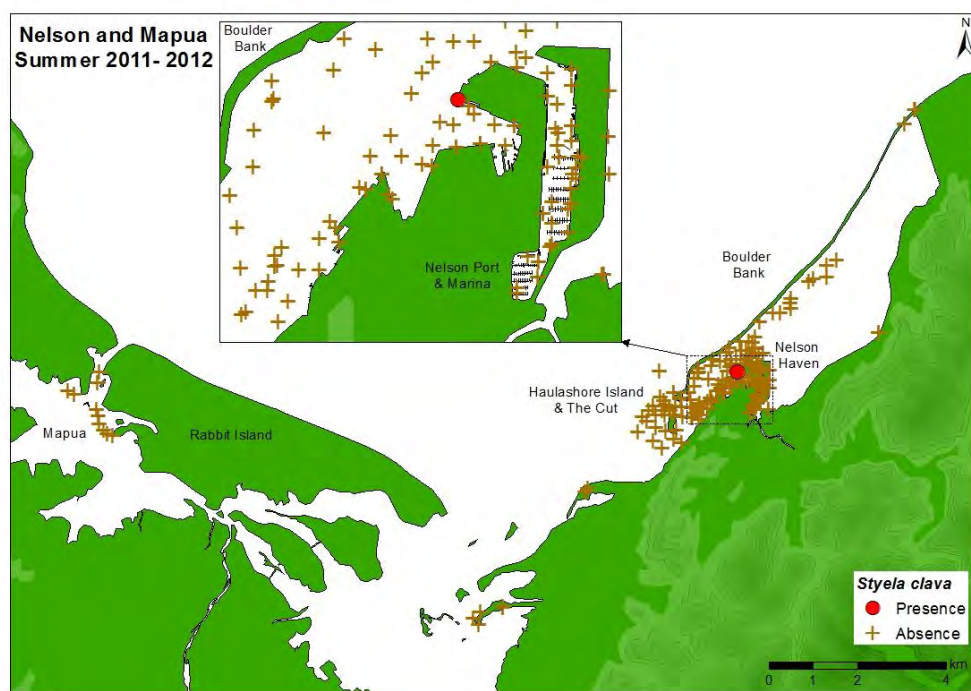 Nelson and Mapua
Summer 2011- 2012
Boulder
Bank
N
Nelson Port
& Marina
Boulder
Bank
Nelson
Haven
Haulashore Island
& The Cut
Mapua
Rabbit Island
Styela clava
Presence
Absence
km
0 1 2 4